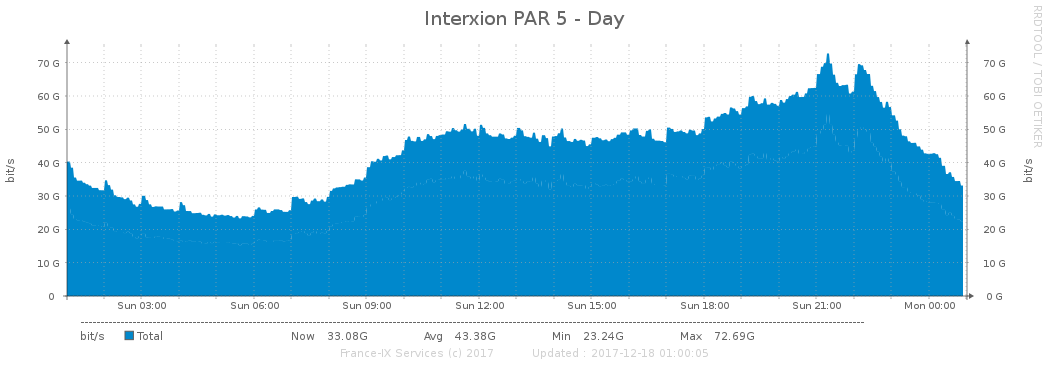 Interxion PAR 5 - Day
RRDTOOL / TOBI OETIKER
bit/s
70 G 70 G
60 G 60 G
50 G 50 G
40 G 40 G
30 G 30 G
20 G 20 G
10 G 10 G
0 0 G
bit/s
Sun 03:00 Sun 06:00 Sun 09:00 Sun 12:00 Sun 15:00 Sun 18:00 Sun 21:00 Mon 00:00
bit/s Total Now 33.08G Avg 43.38G Min 23.24G Max 72.69G
France-IX Services (c) 2017 Updated : 2017-12-18 01:00:05